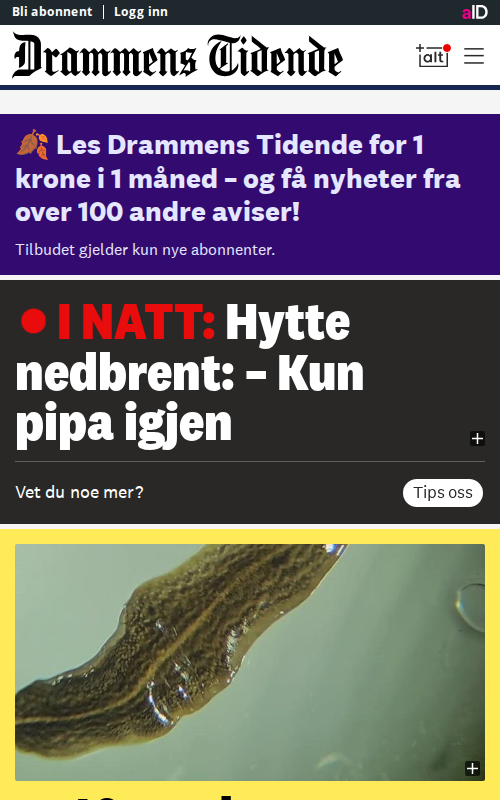 Bli abonnent | Logg inn
aID
Drammens Tidende
+alt
🍂 Les Drammens Tidende for 1
krone i 1 måned – og få nyheter fra
over 100 andre aviser!
Tilbudet gjelder kun nye abonnenter.
I NATT: Hytte
nedbrent: – Kun
pipa igjen
Vet du noe mer?
Tips oss